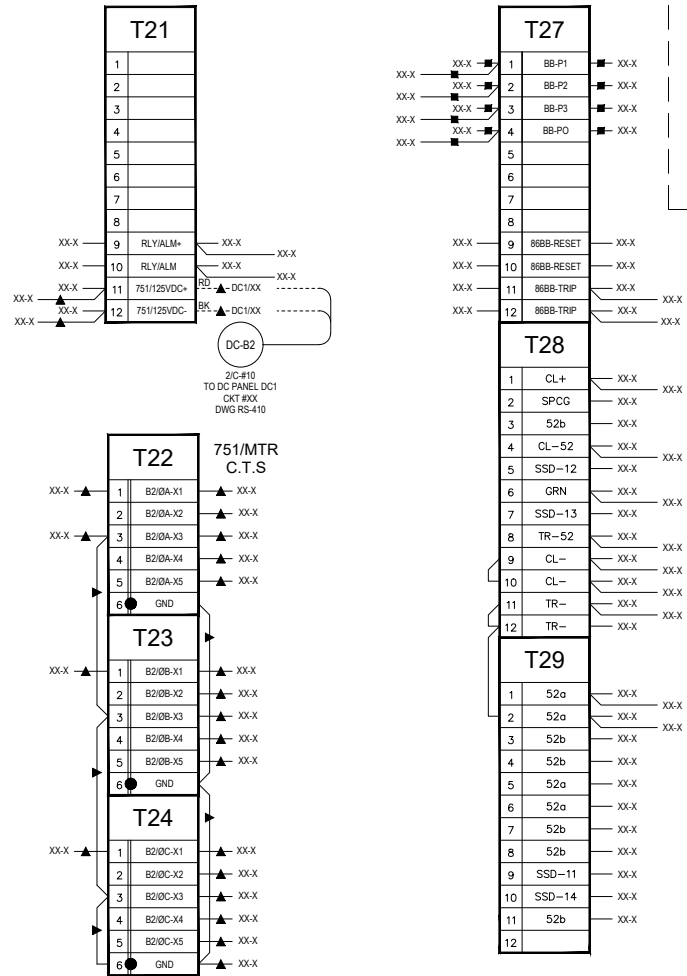 T21
1
2
3
4
5
6
7
8
XX-X 9 RLY/ALM+ XX-X
XX-X
XX-X 10 RLY/ALM XX-X
XX-X
11 751/125VDC+ RD DC1/XX
XX-X
XX-X
XX-X 12 751/125VDC- BK DC1/XX
XX-X
DC-B2
2/C-#10
TO DC PANEL DC1
CKT #XX
DWG RS-410
T22
751/MTR
C.T.S
XX-X 1 B2/ØA-X1 XX-X
2 B2/ØA-X2 XX-X
XX-X 3 B2/ØA-X3 XX-X
4 B2/ØA-X4 XX-X
5 B2/ØA-X5 XX-X
6 GND
T23
XX-X 1 B2/ØB-X1 XX-X
2 B2/ØB-X2 XX-X
3 B2/ØB-X3 XX-X
4 B2/ØB-X4 XX-X
5 B2/ØB-X5 XX-X
6 GND
T24
XX-X 1 B2/ØC-X1 XX-X
2 B2/ØC-X2 XX-X
3 B2/ØC-X3 XX-X
4 B2/ØC-X4 XX-X
5 B2/ØC-X5 XX-X
6 GND XX-X
T27
XX-X 1 BB-P1 XX-X
XX-X
XX-X 2 BB-P2 XX-X
XX-X
XX-X 3 BB-P3 XX-X
XX-X
XX-X 4 BB-PO XX-X
XX-X
5
6
7
8
XX-X 9 86BB-RESET XX-X
XX-X 10 86BB-RESET XX-X
XX-X 11 86BB-TRIP XX-X
XX-X
XX-X 12 86BB-TRIP XX-X
XX-X
T28
1 CL+ XX-X
XX-X
2 SPCG XX-X
3 52b XX-X
4 CL-52 XX-X
XX-X
5 SSD-12 XX-X
6 GRN XX-X
XX-X
7 SSD-13 XX-X
8 TR-52 XX-X
XX-X
9 CL- XX-X
XX-X
10 CL- XX-X
XX-X
11 TR- XX-X
XX-X
12 TR- XX-X
T29
1 52a XX-X
XX-X
2 52a XX-X
XX-X
3 52b XX-X
4 52b XX-X
5 52a XX-X
6 52a XX-X
7 52b XX-X
8 52b XX-X
9 SSD-11 XX-X
10 SSD-14 XX-X
11 52b XX-X
12